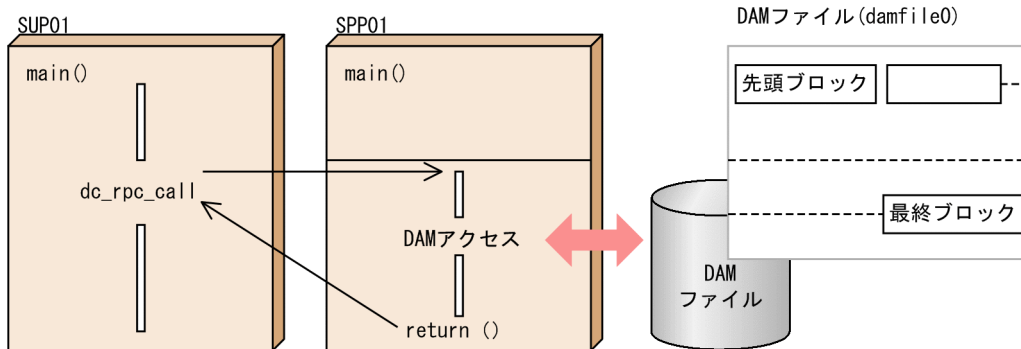 SUP01
main()
dc_rpc_call
SPP01
main()
DAMアクセス
return ()
DAMファイル(damfile0)
先頭ブロック
最終ブロック
DAM
ファイル